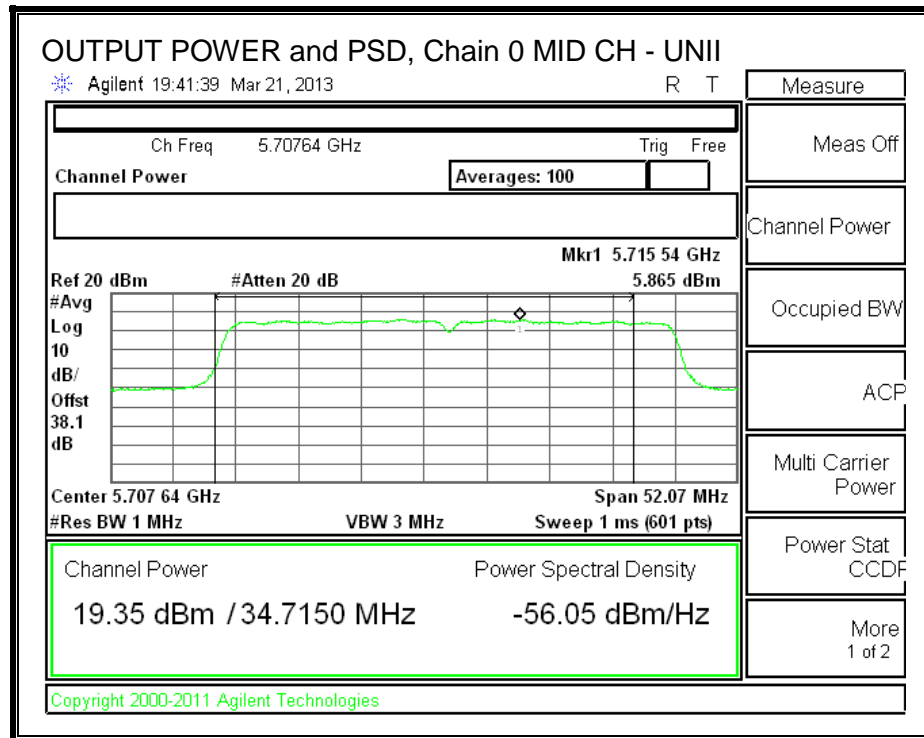 OUTPUT POWER and PSD, Chain 0 MID CH - UNII
Agilent 19:41:39 Mar 21, 2013 R T
Measure
Ch Freq 5.70764 GHz Trig Free
Channel Power Averages: 100
Mkr1 5.715 54 GHz
Ref 20 dBm #Atten 20 dB 5.865 dBm
#Avg
Log
10
dB/
Offst
38.1
dB
1
Center 5.707 64 GHz Span 52.07 MHz
#Res BW 1 MHz VBW 3 MHz Sweep 1 ms (601 pts)
Channel Power Power Spectral Density
19.35 dBm / 34.7150 MHz -56.05 dBm/Hz
Meas Off
Channel Power
Occupied BW
ACP
Multi Carrier
Power
Power Stat
CCDF
More
1 of 2
Copyright 2000-2011 Agilent Technologies